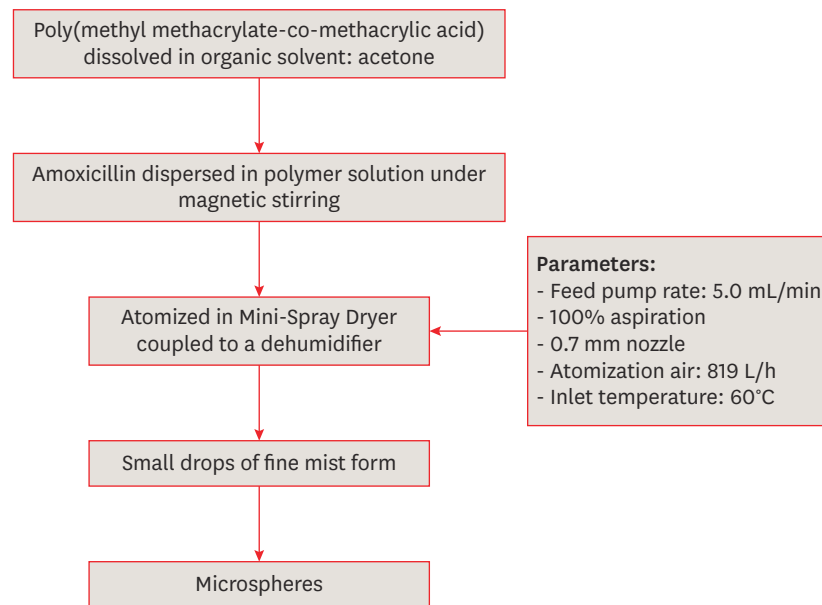 Poly(methyl methacrylate-co-methacrylic acid)
dissolved in organic solvent: acetone
Amoxicillin dispersed in polymer solution under
magnetic stirring
Atomized in Mini-Spray Dryer
coupled to a dehumidifier
Parameters:
- Feed pump rate: 5.0 mL/min
- 100% aspiration
- 0.7 mm nozzle
- Atomization air: 819 L/h
- Inlet temperature: 60°C
Small drops of fine mist form
Microspheres